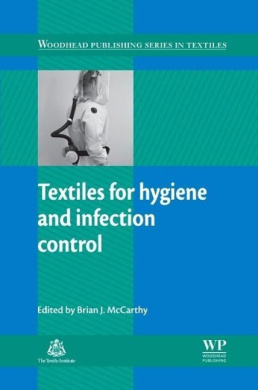 WOODHEAD PUBLISHING SERIES IN TEXTILES
Textiles for hygiene
and infection
control
Edited by Brian J. McCarthy
The Textile Institute
WP
WOODHEAD
PUBLISHING